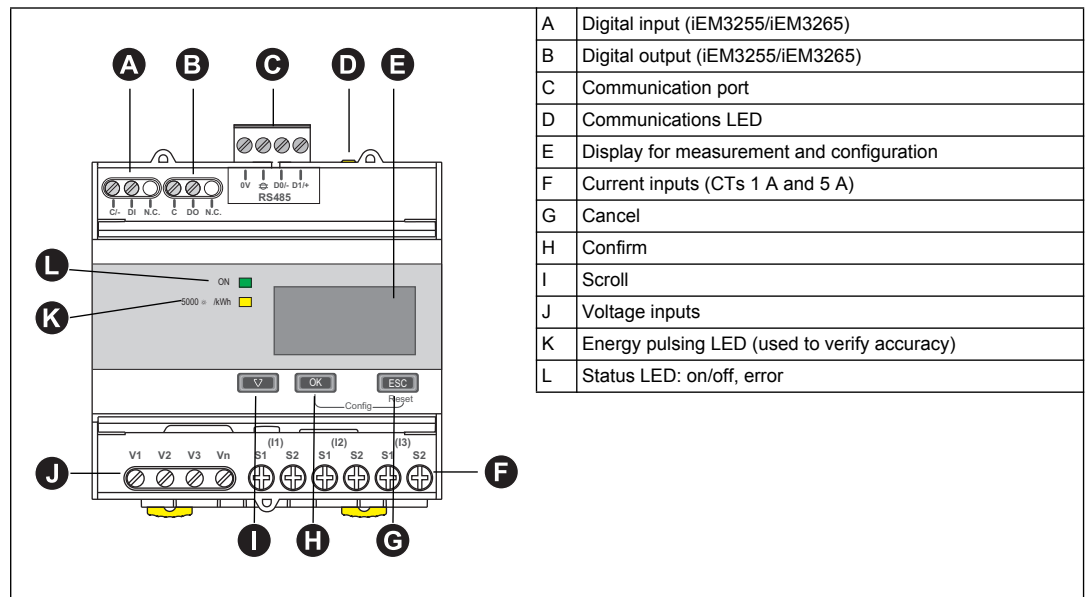 A B C D E
0V D0/- D1/+
RS485
C/- DI N.C. C DO N.C.
L ON
K 5000 /kWh
OK ESC
Config Reset
(I1) (I2) (I3)
V1 V2 V3 Vn S1 S2 S1 S2 S1 S2
J F
I H G
A Digital input (iEM3255/iEM3265)
B Digital output (iEM3255/iEM3265)
C Communication port
D Communications LED
E Display for measurement and configuration
F Current inputs (CTs 1 A and 5 A)
G Cancel
H Confirm
I Scroll
J Voltage inputs
K Energy pulsing LED (used to verify accuracy)
L Status LED: on/off, error